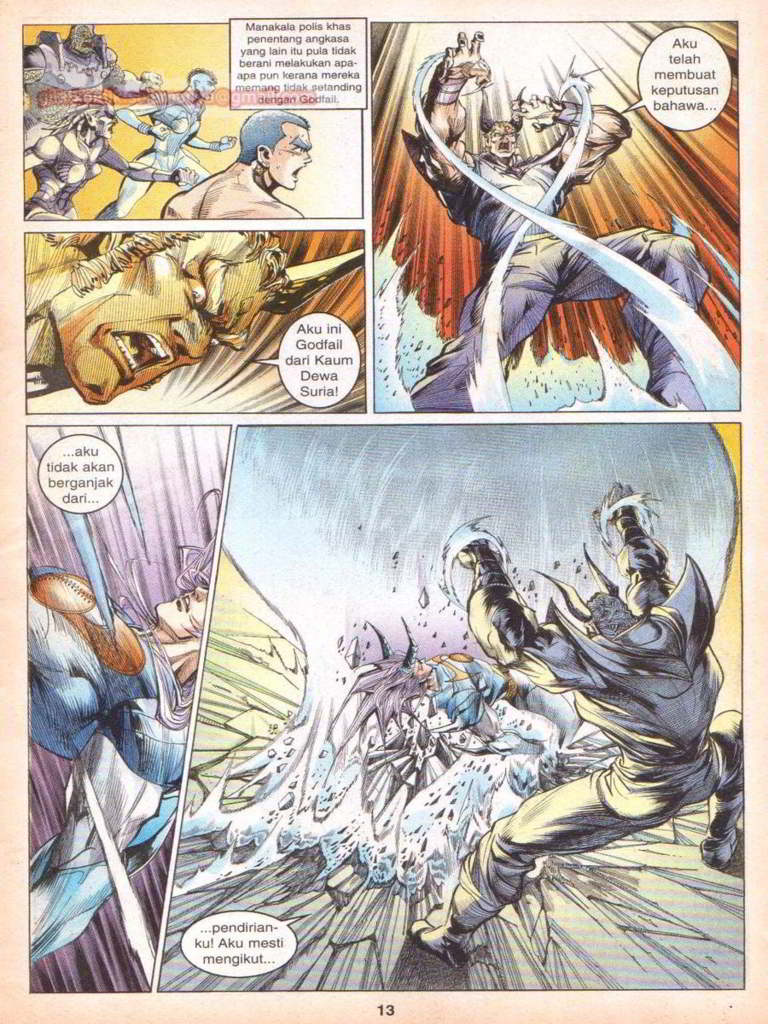 Manakala polis khas
penentang angkasa
yang lain itu pula tidak
berani melakukan apa-
apa pun kerana mereka
memang tidak setanding
dengan Godfail.
Aku
telah
membuat
keputusan
bahawa...
Aku ini
Godfail
dari Kaum
Dewa
Suria!
...aku
tidak akan
berganjak
dari...
...pendirian-
ku! Aku mesti
mengikut...
13